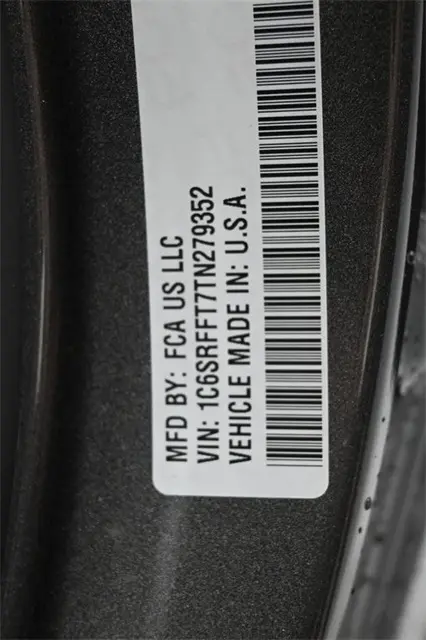 MFD BY: FCA US LLC
VIN: 1C6SRFFT7TN279352
VEHICLE MADE IN: U.S.A.